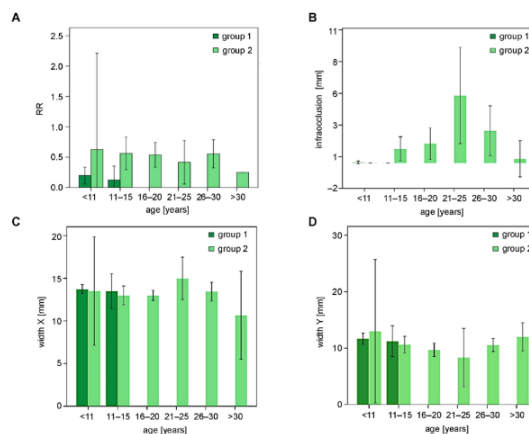 A
group 1
group 2
2.5
2.0
1.5
1.0
0.5
0.0
RR
<11 11–15 16–20 21–25 26–30 >30
age [years]
B
group 1
group 2
11
6
3
1
−2
infraocclusion [mm]
<11 11–15 16–20 21–25 26–30 >30
age [years]
C
group 1
group 2
20
15
10
5
0
width X [mm]
<11 11–15 16–20 21–25 26–30 >30
age [years]
D
group 1
group 2
30
20
10
0
width Y [mm]
<11 11–15 16–20 21–25 26–30 >30
age [years]